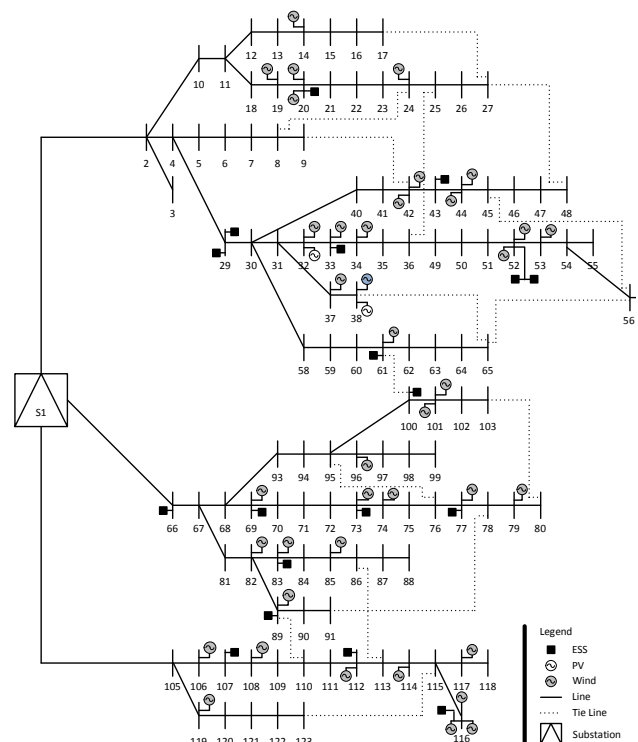 12 13 14 15 16 17
10 11
18 19 20 21 22 23 24 25 26 27
2 4 5 6 7 8 9
3
40 41 42 43 44 45 46 47 48
29 30 31 32 33 34 35 36 49 50 51 52 53 54 55
37 38
56
58 59 60 61 62 63 64 65
S1
100 101 102 103
93 94 95 96 97 98 99
66 67 68 69 70 71 72 73 74 75 76 77 78 79 80
81 82 83 84 85 86 87 88
89 90 91
105 106 107 108 109 110 111 112 113 114 115 117 118
119 120 121 122 123
116
Legend
ESS
PV
Wind
Line
Tie Line
Substation